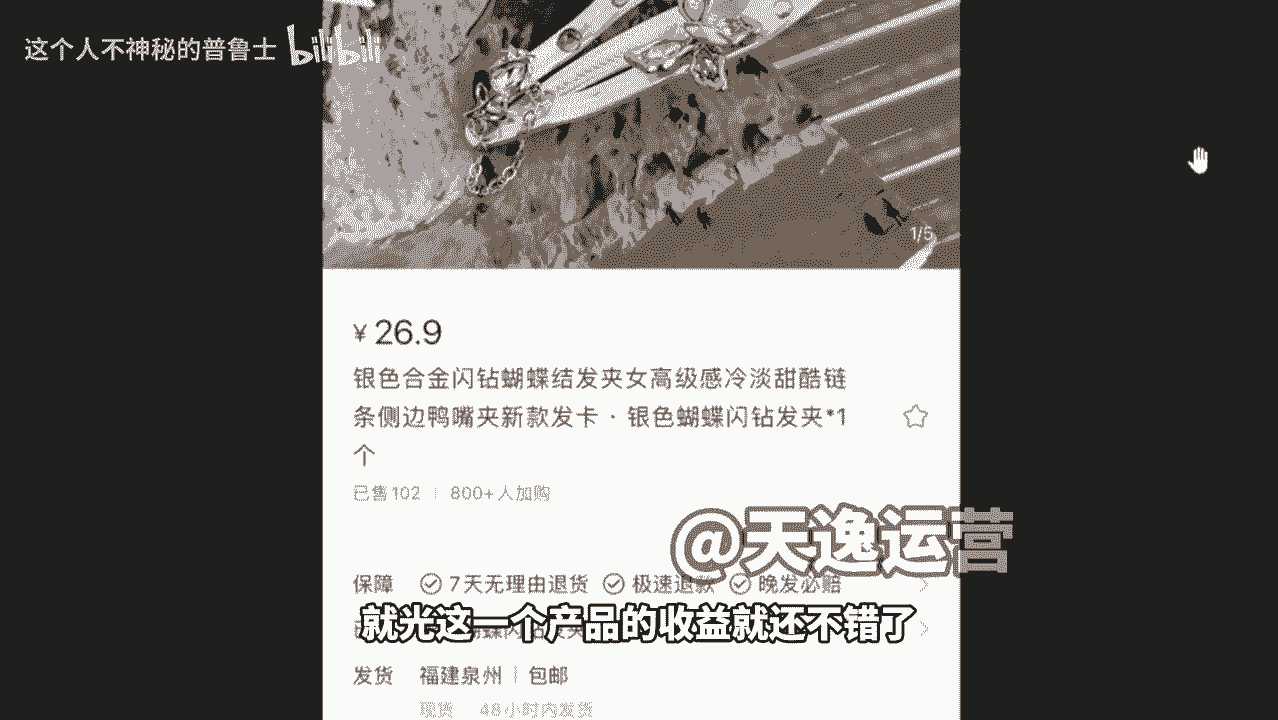 这个人不神秘的普鲁士 bilibili
1/5
¥26.9
银色合金闪钻蝴蝶结发夹女高级感冷淡甜酷链
条侧边鸭嘴夹新款发卡·银色蝴蝶闪钻发夹*1
个
已售102 | 800+人加购
@天逸运营
保障 7天无理由退货 极速退款 晚发必赔
就光这一个产品的收益就还不错了
发货 福建泉州 | 包邮
现货 48小时内发货